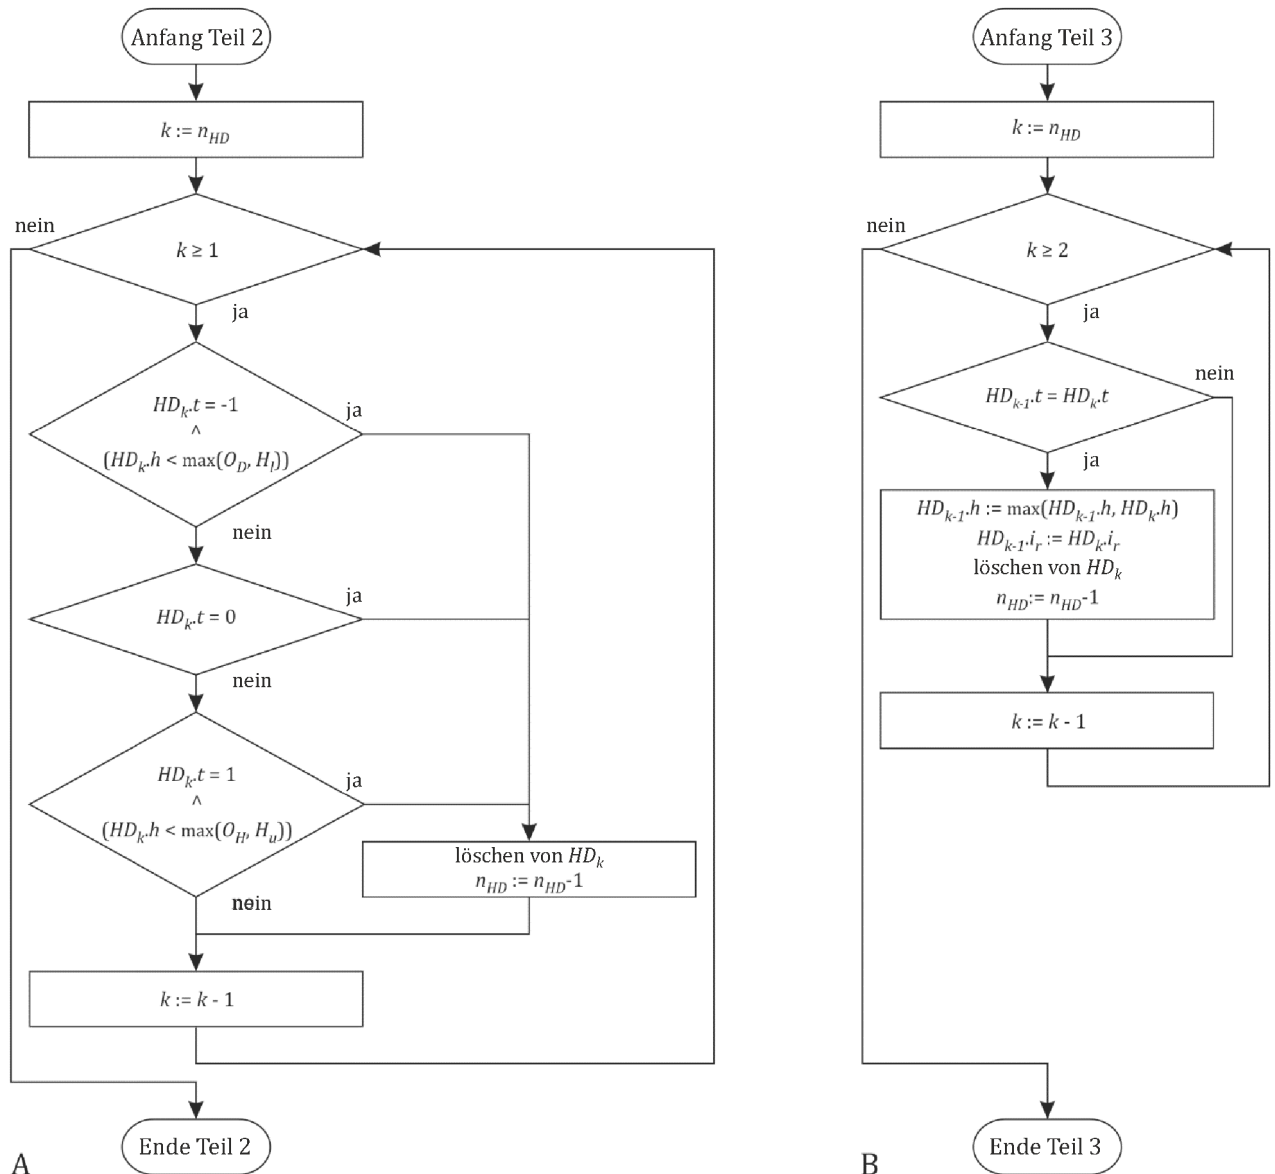 Anfang Teil 2
k := n_HD
nein
k ≥ 1
ja
HD_k.t = -1
∧
(HD_k.h < max(O_D, H_l))
ja
nein
HD_k.t = 0
ja
nein
HD_k.t = 1
∧
(HD_k.h < max(O_H, H_u))
ja
löschen von HD_k
n_HD := n_HD-1
nein
k := k - 1
Ende Teil 2
A
Anfang Teil 3
k := n_HD
nein
k ≥ 2
ja
HD_k-1.t = HD_k.t
nein
ja
HD_k-1.h := max(HD_k-1.h, HD_k.h)
HD_k-1.i_r := HD_k.i_r
löschen von HD_k
n_HD:= n_HD-1
k := k - 1
Ende Teil 3
B